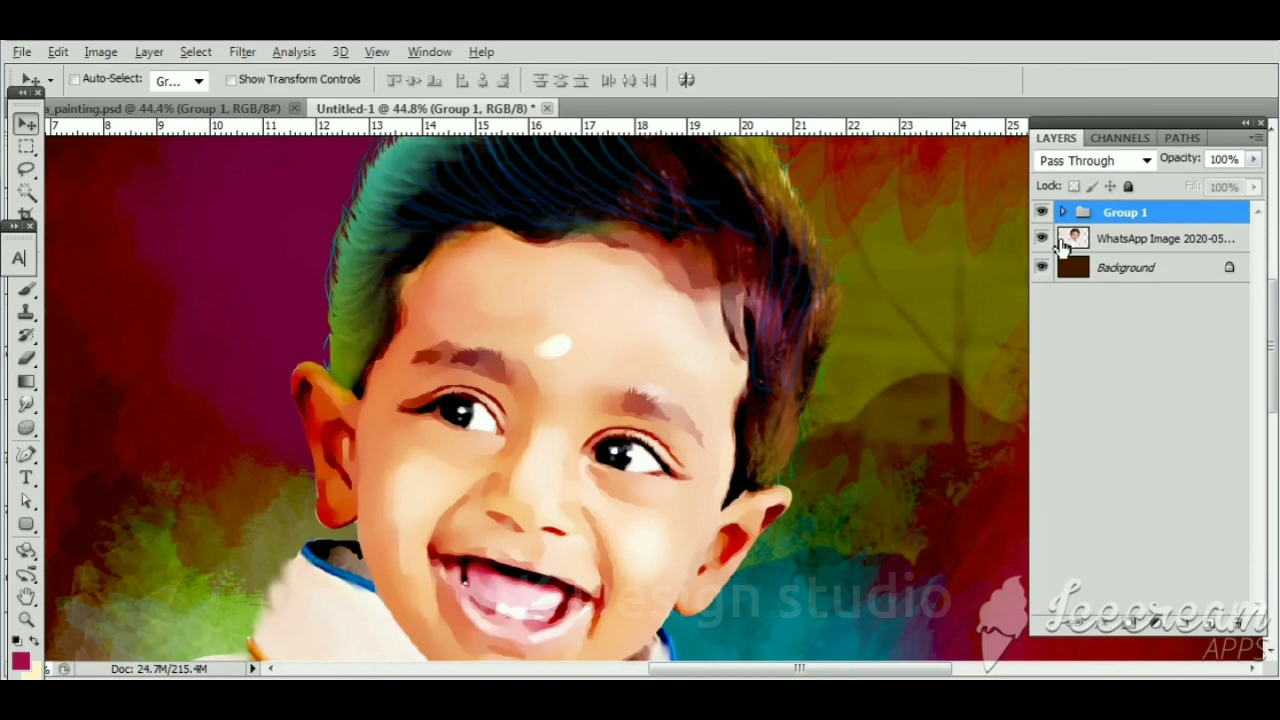 File Edit Image Layer Select Filter Analysis 3D View Window Help
Auto-Select: Gr... Show Transform Controls
a_painting.psd @ 44.4% (Group 1, RGB/8#) Untitled-1 @ 44.8% (Group 1, RGB/8) *
7 8 9 10 11 12 13 14 15 16 17 18 19 20 21 22 23 24 25
LAYERS CHANNELS PATHS
Pass Through Opacity: 100%
Lock: Fill: 100%
Group 1
WhatsApp Image 2020-05...
Background
A
T
design studio
Icecream
APPS
% Doc: 24.7M/215.4M